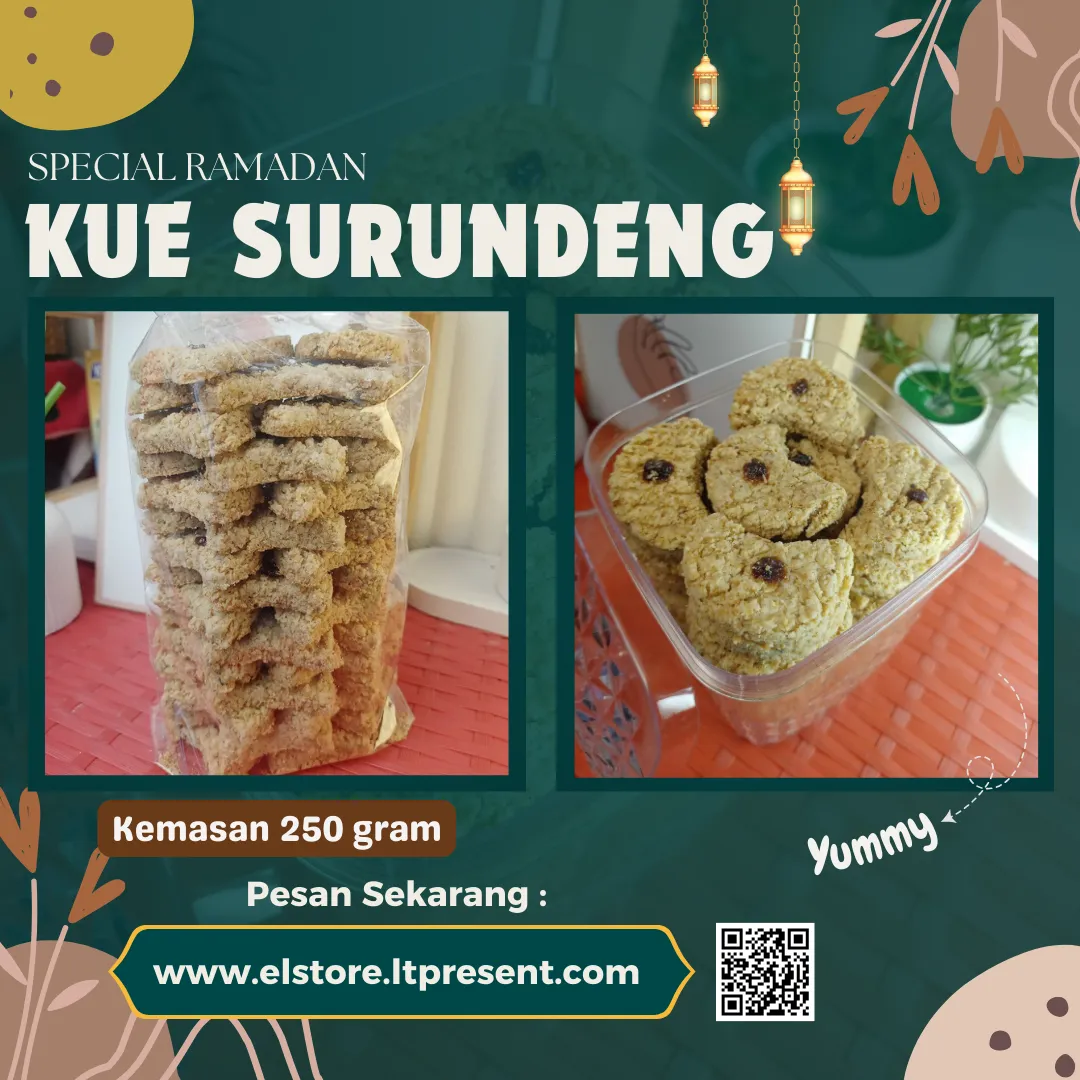 SPECIAL RAMADAN
KUE SURUNDENG
Kemasan 250 gram
Yummy
Pesan Sekarang :
www.elstore.ltpresent.com